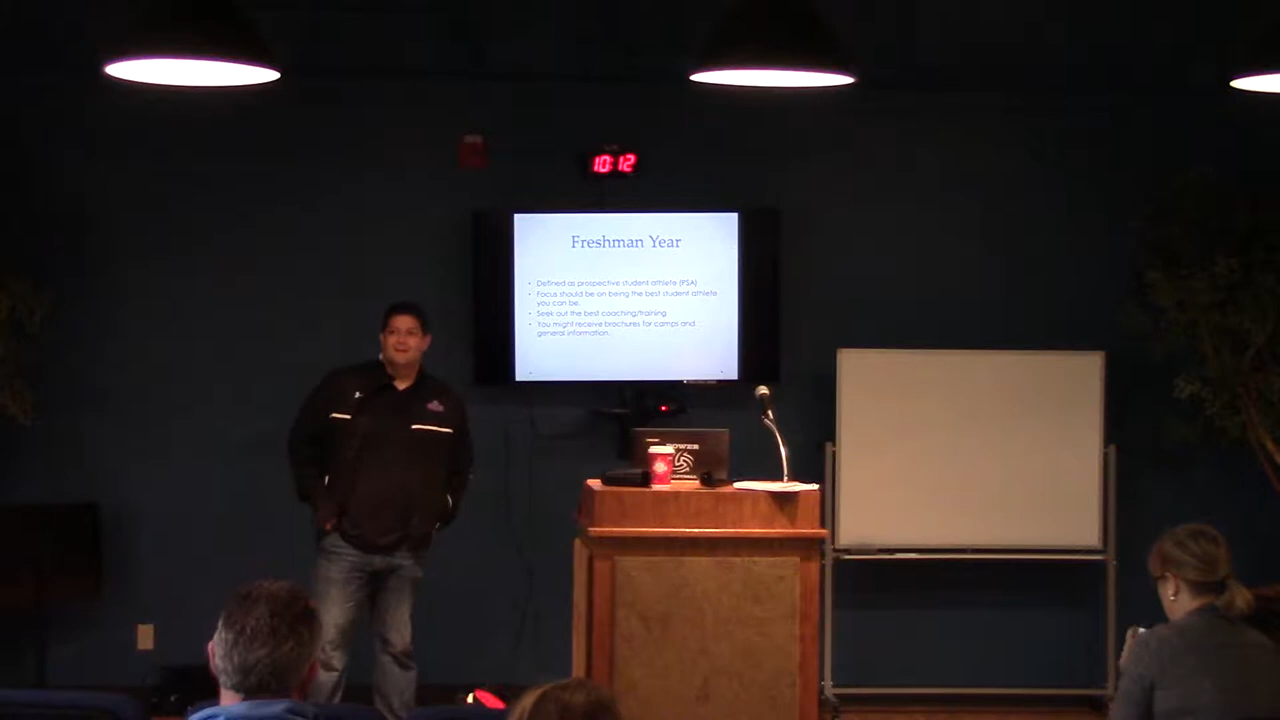 10:12
Freshman Year
• Defined as prospective student athlete (PSA)
• Focus should be on being the best student athlete
you can be.
• Seek out the best coaching/training
• You might receive brochures for camps and
general information.
POWER